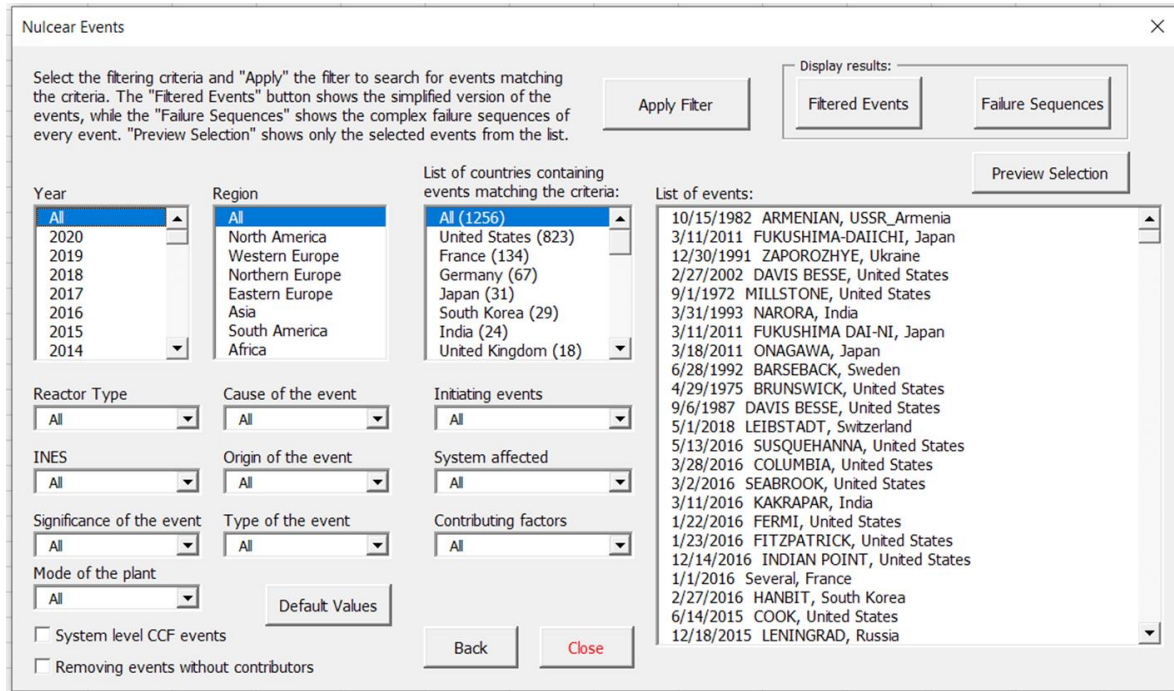 Nulcear Events
Select the filtering criteria and "Apply" the filter to search for events matching
the criteria. The "Filtered Events" button shows the simplified version of the
events, while the "Failure Sequences" shows the complex failure sequences of
every event. "Preview Selection" shows only the selected events from the list.
Apply Filter
Display results:
Filtered Events
Failure Sequences
Preview Selection
Year
All
2020
2019
2018
2017
2016
2015
2014
Region
All
North America
Western Europe
Northern Europe
Eastern Europe
Asia
South America
Africa
List of countries containing
events matching the criteria:
All (1256)
United States (823)
France (134)
Germany (67)
Japan (31)
South Korea (29)
India (24)
United Kingdom (18)
List of events:
10/15/1982 ARMENIAN, USSR_Armenia
3/11/2011 FUKUSHIMA-DAIICHI, Japan
12/30/1991 ZAPOROZHYE, Ukraine
2/27/2002 DAVIS BESSE, United States
9/1/1972 MILLSTONE, United States
3/31/1993 NARORA, India
3/11/2011 FUKUSHIMA DAI-NI, Japan
3/18/2011 ONAGAWA, Japan
6/28/1992 BARSEBACK, Sweden
4/29/1975 BRUNSWICK, United States
9/6/1987 DAVIS BESSE, United States
5/1/2018 LEIBSTADT, Switzerland
5/13/2016 SUSQUEHANNA, United States
3/28/2016 COLUMBIA, United States
3/2/2016 SEABROOK, United States
3/11/2016 KAKRAPAR, India
1/22/2016 FERMI, United States
1/23/2016 FITZPATRICK, United States
12/14/2016 INDIAN POINT, United States
1/1/2016 Several, France
2/27/2016 HANBIT, South Korea
6/14/2015 COOK, United States
12/18/2015 LENINGRAD, Russia
Reactor Type
All
Cause of the event
All
Initiating events
All
INES
All
Origin of the event
All
System affected
All
Significance of the event
All
Type of the event
All
Contributing factors
All
Mode of the plant
All
Default Values
System level CCF events
Removing events without contributors
Back
Close